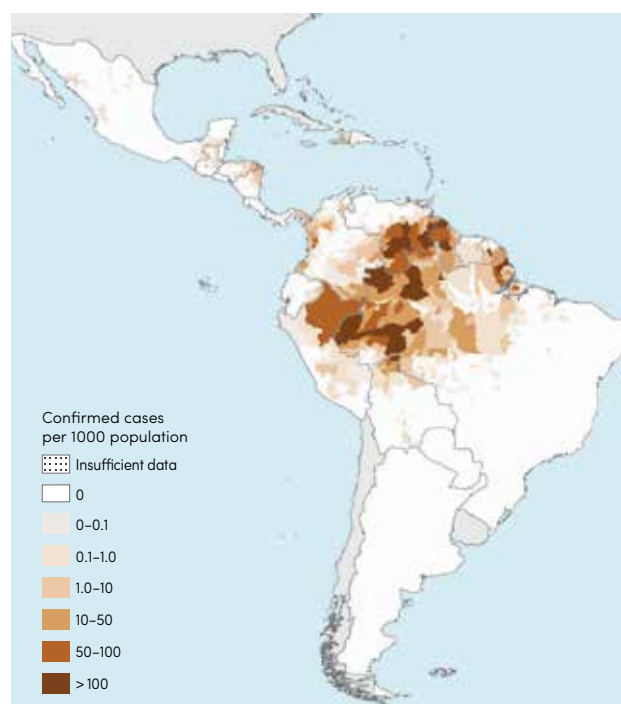 Confirmed cases
per 1000 population
Insufficient data
0
0–0.1
0.1–1.0
1.0–10
10–50
50–100
>100